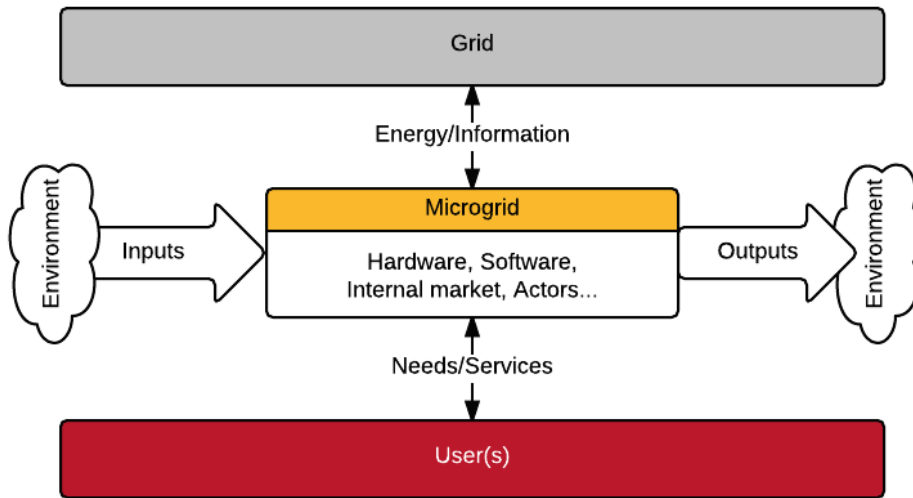 Grid
Energy/Information
Environment
Inputs
Microgrid
Hardware, Software,
Internal market, Actors...
Outputs
Environment
Needs/Services
User(s)